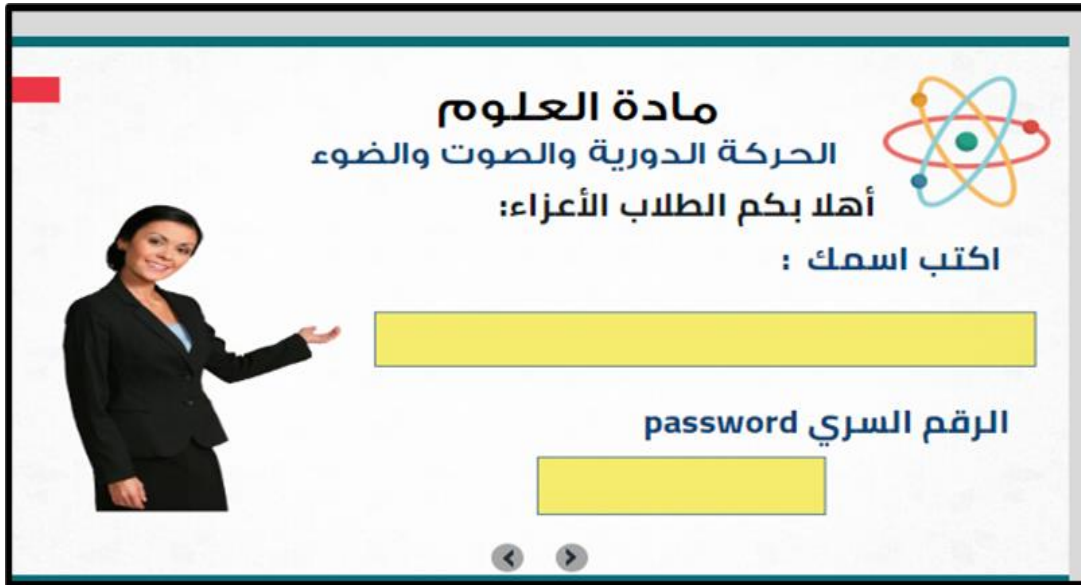 مادة العلوم
الحركة الدورية والصوت والضوء
أهلا بكم الطلاب الأعزاء:
اكتب اسمك :
الرقم السري password